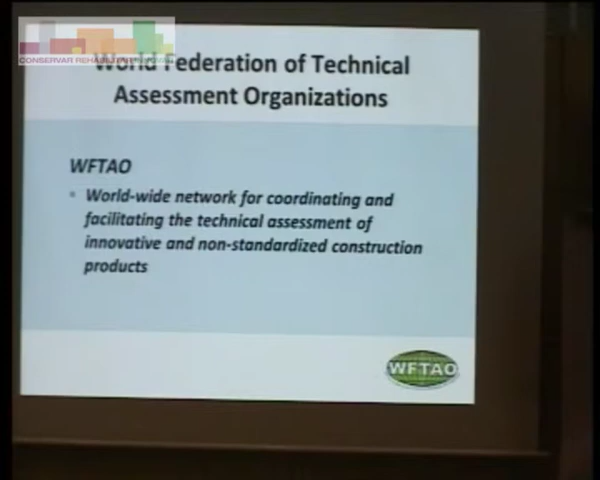 World Federation of Technical
Assessment Organizations
WFTAO
World-wide network for coordinating and
facilitating the technical assessment of
innovative and non-standardized construction
products
WFTAO